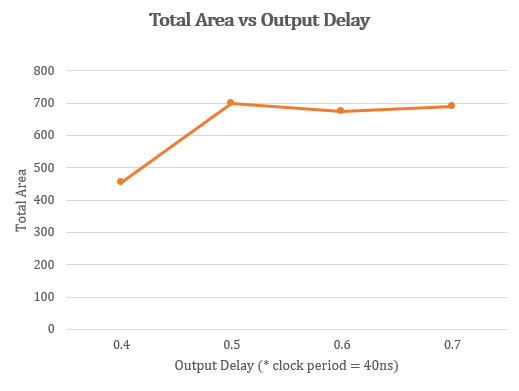 Total Area vs Output Delay
800
700
600
500
400
300
200
100
0
Total Area
0.4 0.5 0.6 0.7
Output Delay (* clock period = 40ns)